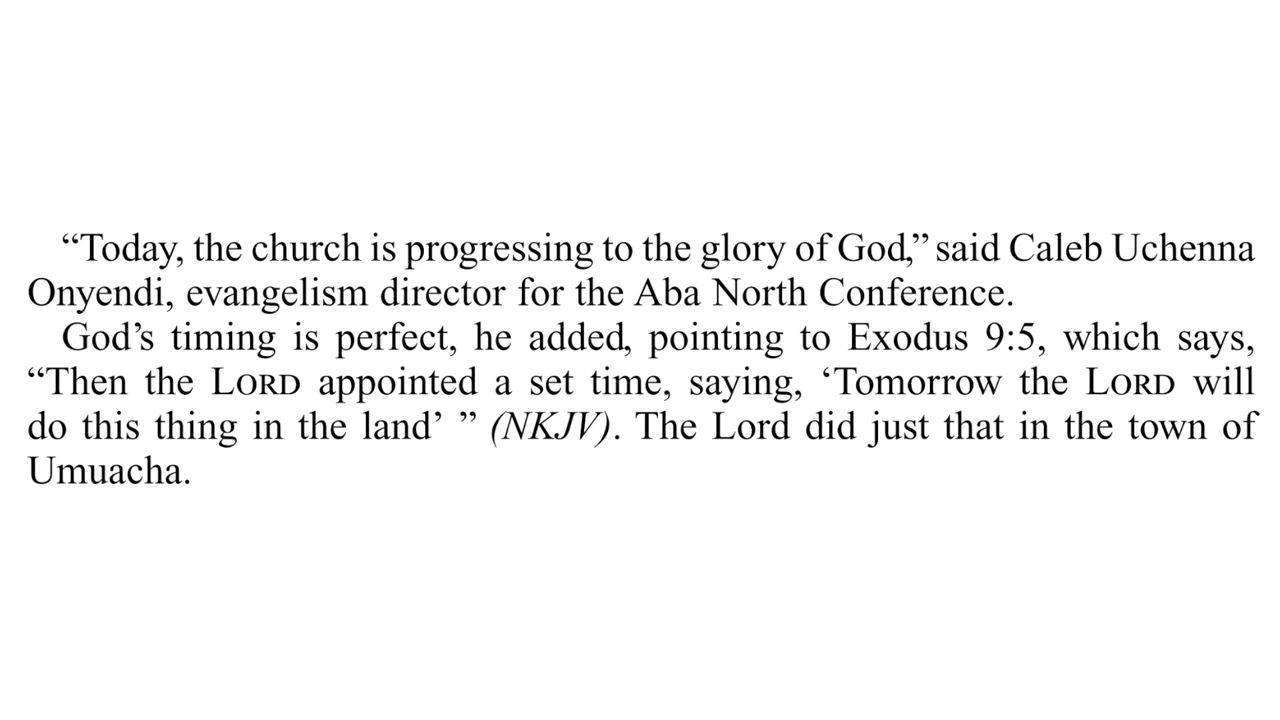 “Today, the church is progressing to the glory of God,” said Caleb Uchenna
Onyendi, evangelism director for the Aba North Conference.
God’s timing is perfect, he added, pointing to Exodus 9:5, which says,
“Then the LORD appointed a set time, saying, ‘Tomorrow the LORD will
do this thing in the land’ ” (NKJV). The Lord did just that in the town of
Umuacha.